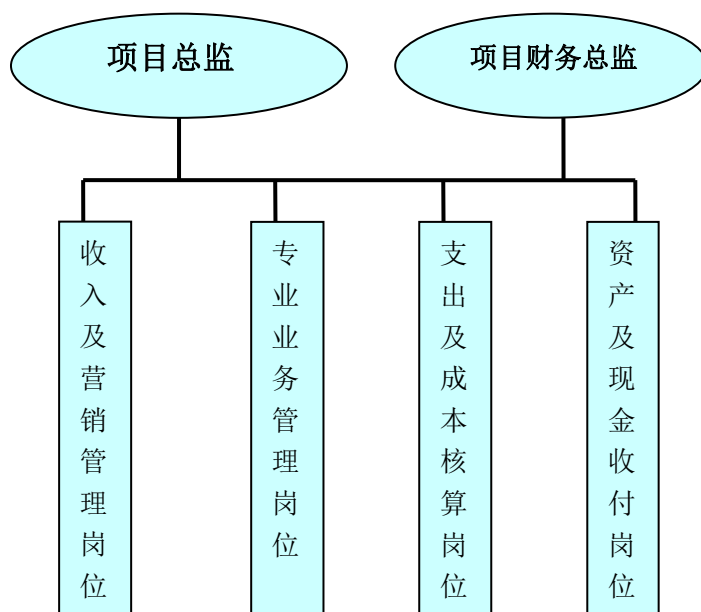 项目总监
项目财务总监
收入及营销管理岗位
专业业务管理岗位
支出及成本核算岗位
资产及现金收付岗位